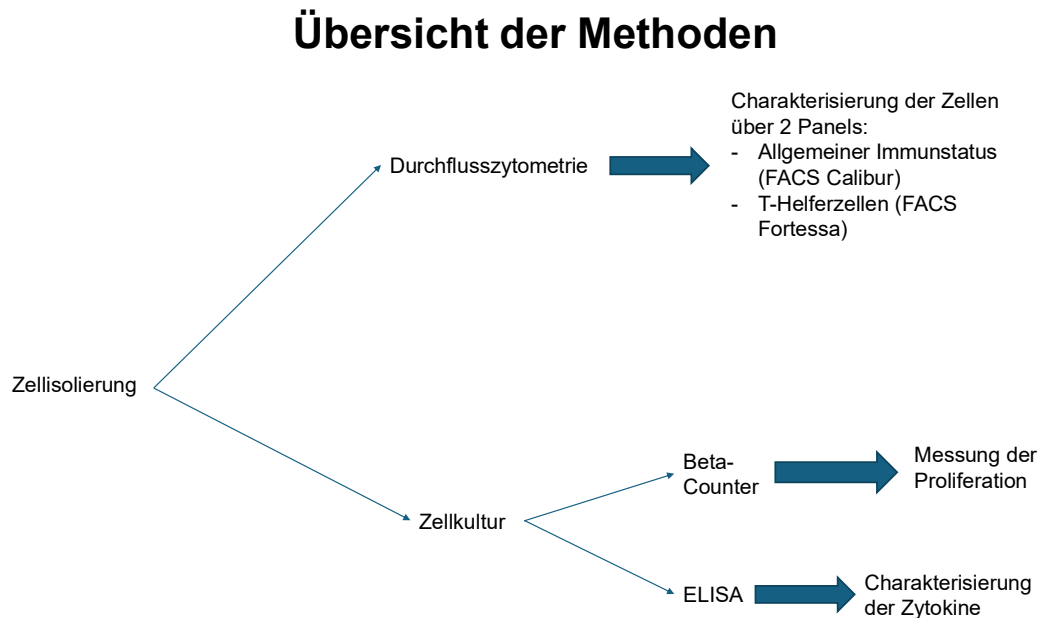 Übersicht der Methoden
Charakterisierung der Zellen
über 2 Panels:
- Allgemeiner Immunstatus
(FACS Calibur)
- T-Helferzellen (FACS
Fortessa)
Durchflusszytometrie
Zellisolierung
Beta-
Counter
Messung der
Proliferation
Zellkultur
ELISA
Charakterisierung
der Zytokine